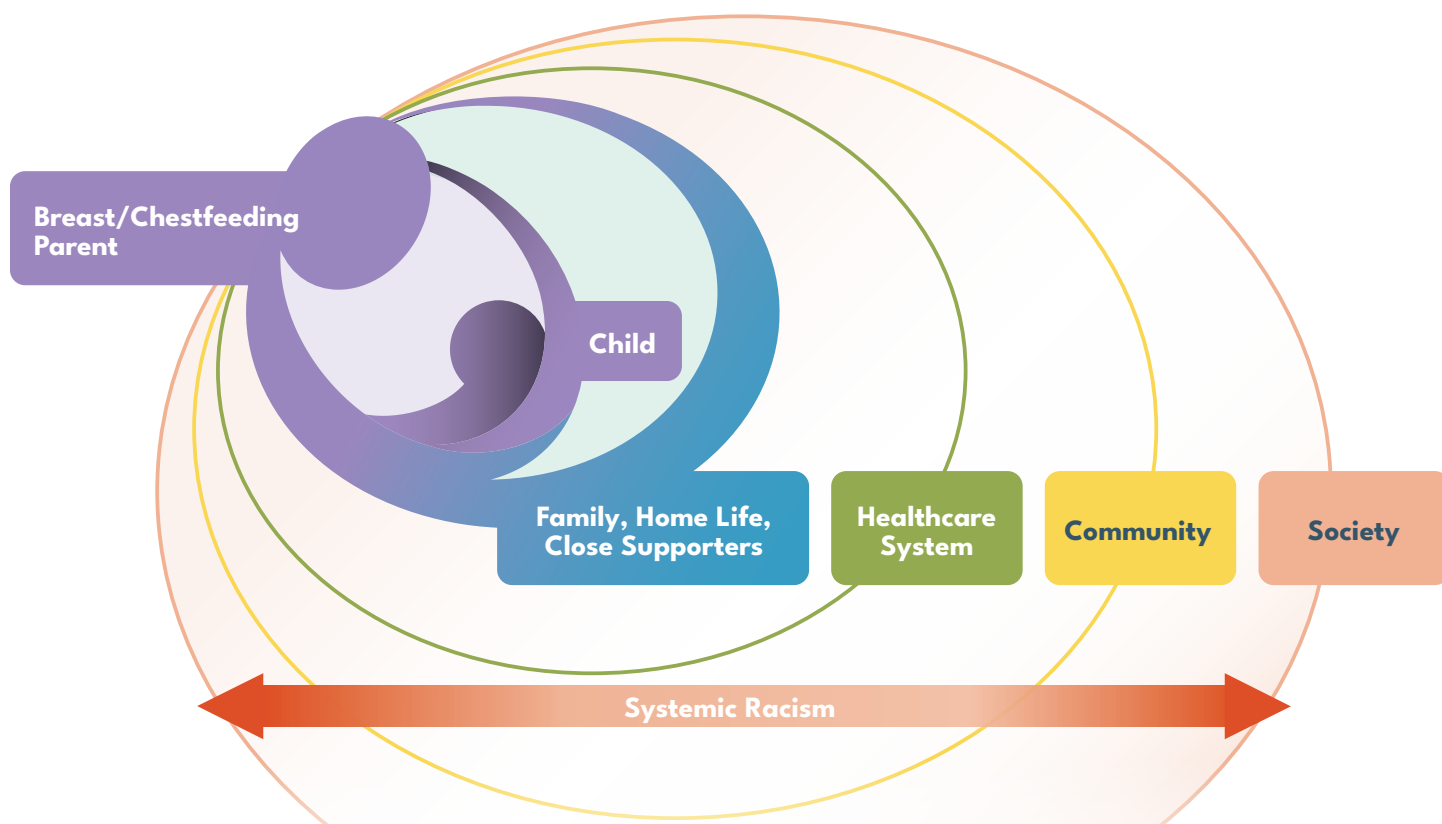 Breast/Chestfeeding
Parent
Child
Family, Home Life,
Close Supporters
Healthcare
System
Community
Society
Systemic Racism